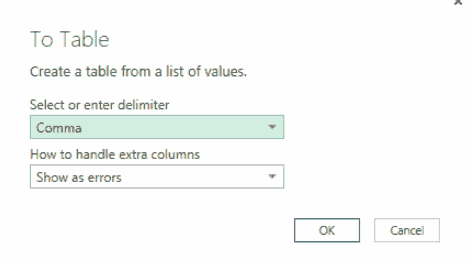 To Table
Create a table from a list of values.
Select or enter delimiter
Comma
How to handle extra columns
Show as errors
OK
Cancel